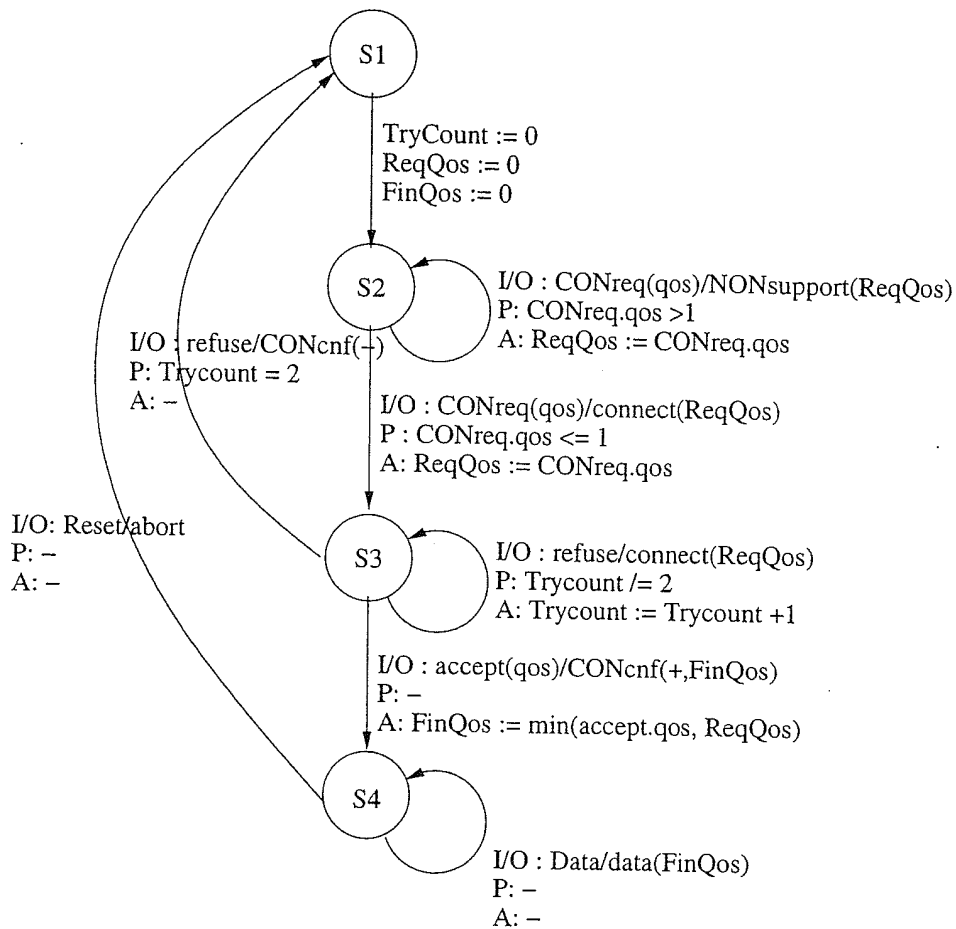 S1
TryCount := 0
ReqQos := 0
FinQos := 0
S2
I/O : CONreq(qos)/NONsupport(ReqQos)
P: CONreq.qos >1
A: ReqQos := CONreq.qos
I/O : refuse/CONcnf(–)
P: Trycount = 2
A: –
I/O : CONreq(qos)/connect(ReqQos)
P : CONreq.qos <= 1
A: ReqQos := CONreq.qos
I/O: Reset/abort
P: –
A: –
S3
I/O : refuse/connect(ReqQos)
P: Trycount /= 2
A: Trycount := Trycount +1
I/O : accept(qos)/CONcnf(+,FinQos)
P: –
A: FinQos := min(accept.qos, ReqQos)
S4
I/O : Data/data(FinQos)
P: –
A: –